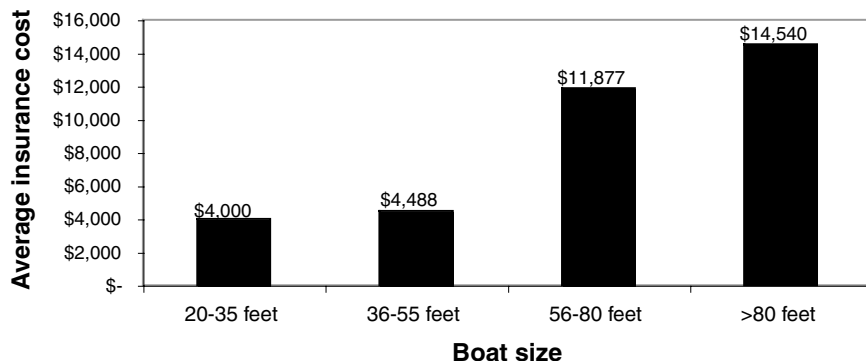 Average insurance cost
$16,000
$14,000
$12,000
$10,000
$8,000
$6,000
$4,000
$2,000
$-
$4,000
$4,488
$11,877
$14,540
20-35 feet
36-55 feet
56-80 feet
>80 feet
Boat size